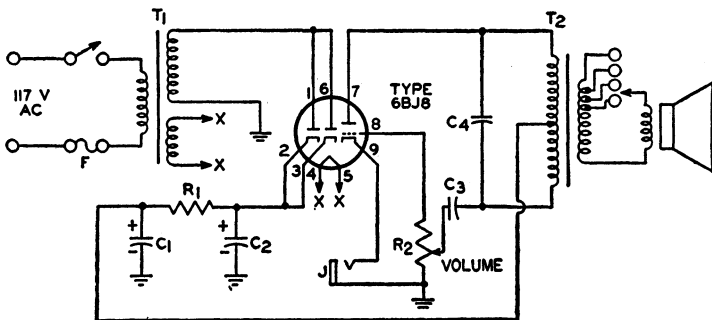 T1
T2
117 V
AC
F
X
X
1
6
7
TYPE
6BJ8
8
9
2
3
4
5
X
X
C4
C3
R1
+
-
C1
+
-
C2
J
R2
VOLUME